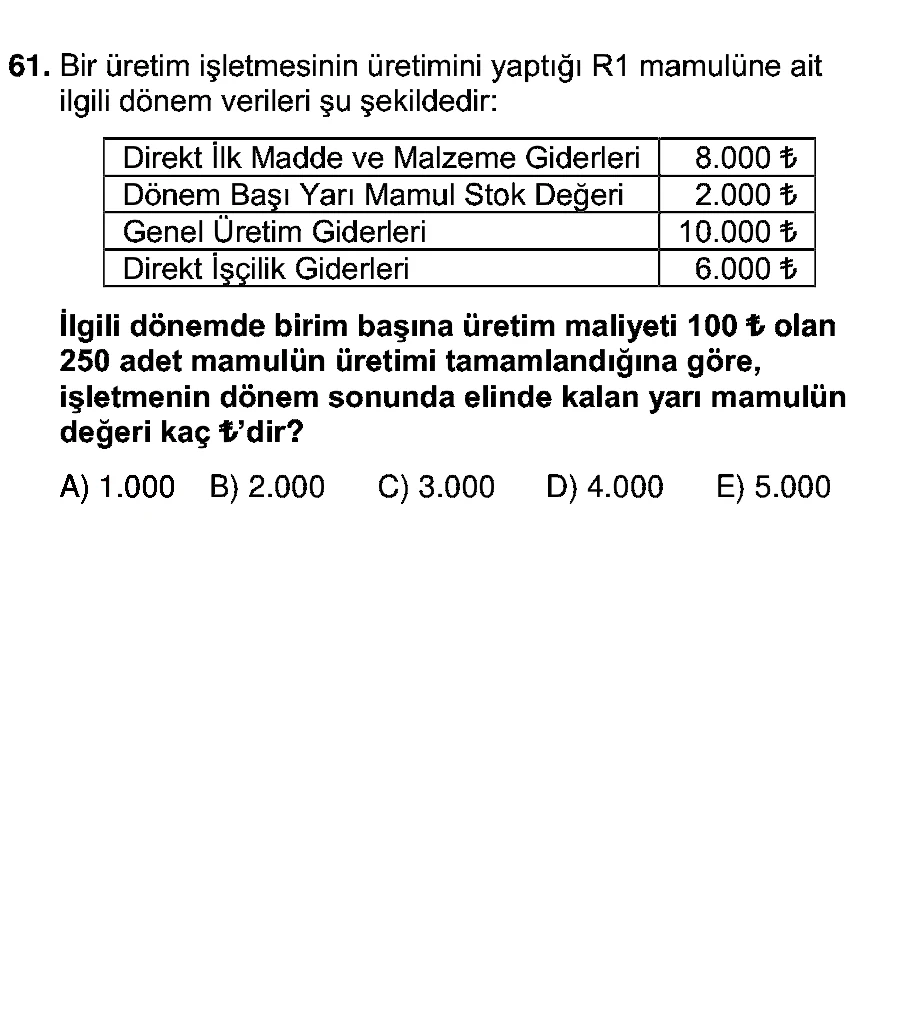 61. Bir üretim işletmesinin üretimini yaptığı R1 mamulüne ait
ilgili dönem verileri şu şekildedir:
Direkt İlk Madde ve Malzeme Giderleri 8.000 ₺
Dönem Başı Yarı Mamul Stok Değeri 2.000 ₺
Genel Üretim Giderleri 10.000 ₺
Direkt İşçilik Giderleri 6.000 ₺
İlgili dönemde birim başına üretim maliyeti 100 ₺ olan
250 adet mamulün üretimi tamamlandığına göre,
işletmenin dönem sonunda elinde kalan yarı mamulün
değeri kaç ₺’dir?
A) 1.000 B) 2.000 C) 3.000 D) 4.000 E) 5.000